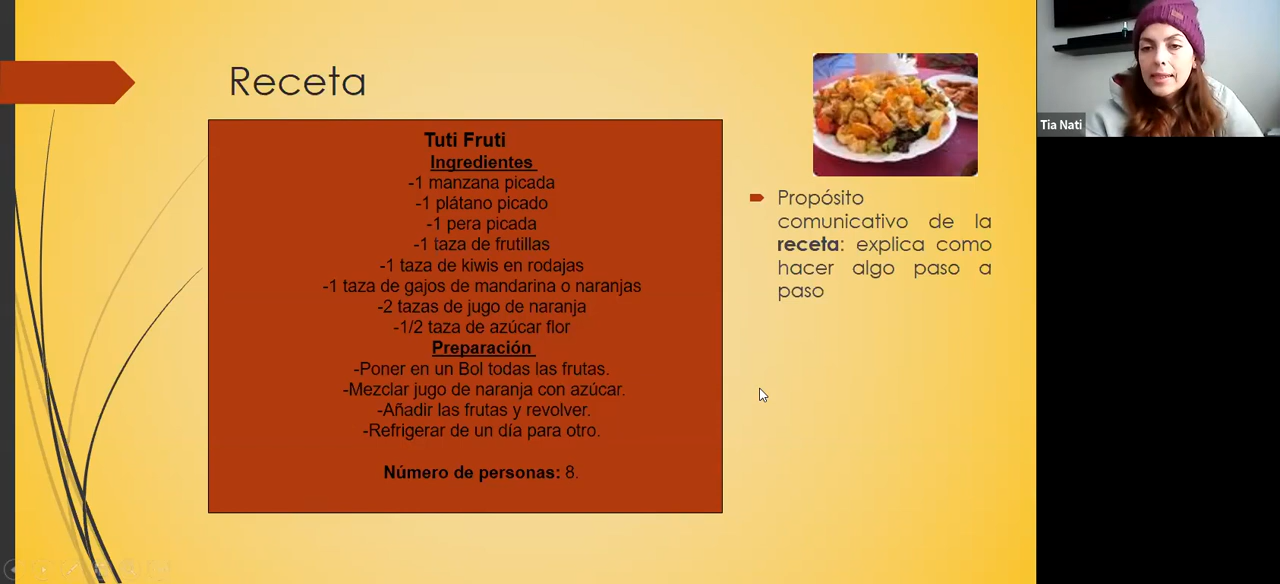 Receta
Tuti Fruti
Ingredientes
-1 manzana picada
-1 plátano picado
-1 pera picada
-1 taza de frutillas
-1 taza de kiwis en rodajas
-1 taza de gajos de mandarina o naranjas
-2 tazas de jugo de naranja
-1/2 taza de azúcar flor
Preparación
-Poner en un Bol todas las frutas.
-Mezclar jugo de naranja con azúcar.
-Añadir las frutas y revolver.
-Refrigerar de un día para otro.
Número de personas: 8.
Propósito
comunicativo de la
receta: explica como
hacer algo paso a
paso
Tia Nati